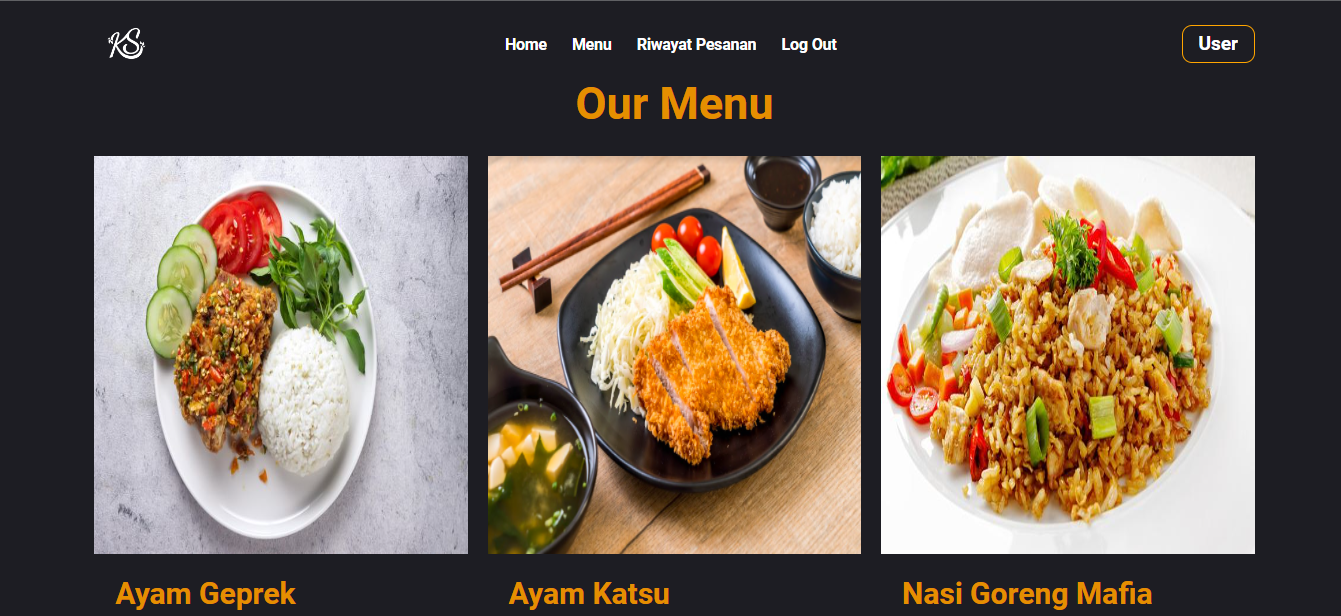 KS
Home Menu Riwayat Pesanan Log Out
User
Our Menu
Ayam Geprek
Ayam Katsu
Nasi Goreng Mafia